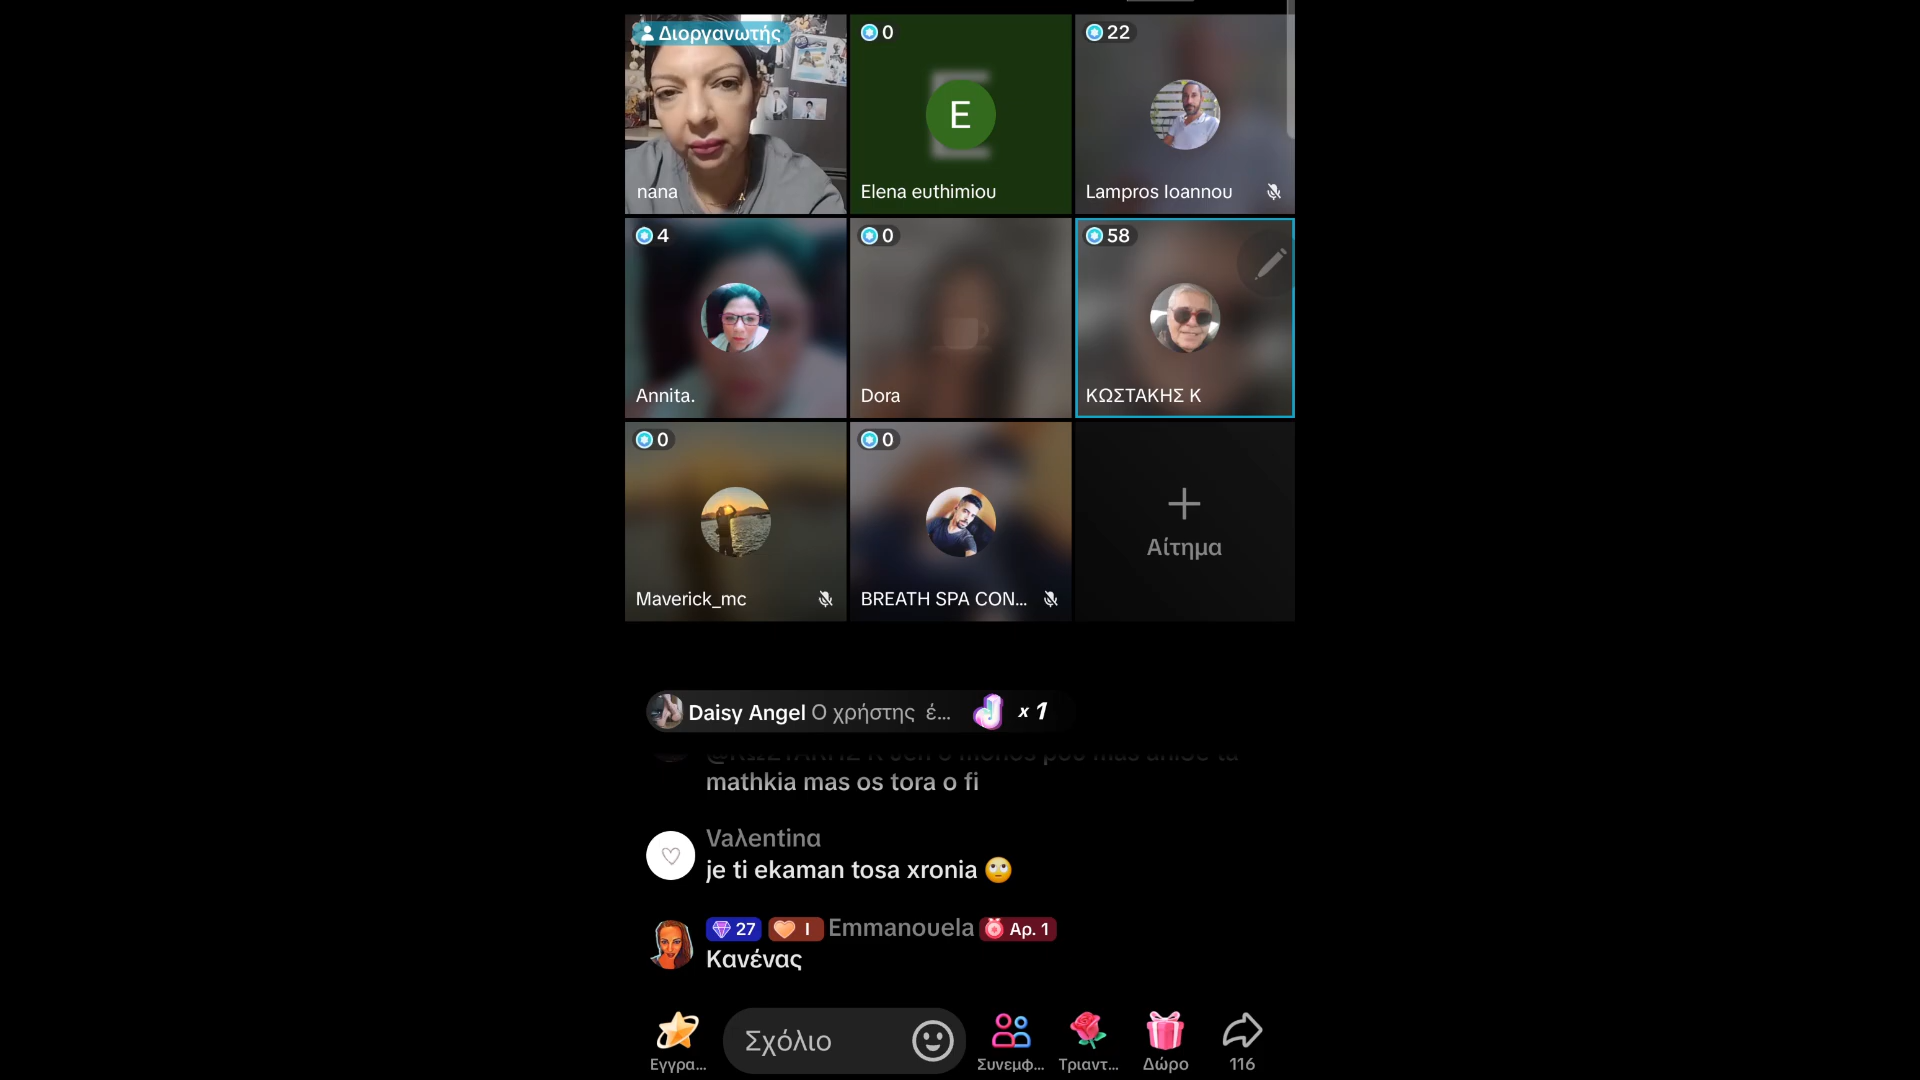 Διοργανωτής
0
22
E
nana
Elena euthimiou
Lampros Ioannou
4
0
58
Annita.
Dora
ΚΩΣΤΑΚΗΣ Κ
0
0
Αίτημα
Maverick_mc
BREATH SPA CON...
Daisy Angel Ο χρήστης έ... x 1
mathkia mas os tora o fi
Vaλentinα
je ti ekaman tosa xronia 🙄
27 I Emmanouela Αρ. 1
Κανένας
Σχόλιο
Εγγρα... Συνεμφ... Τριαντ... Δώρο 116